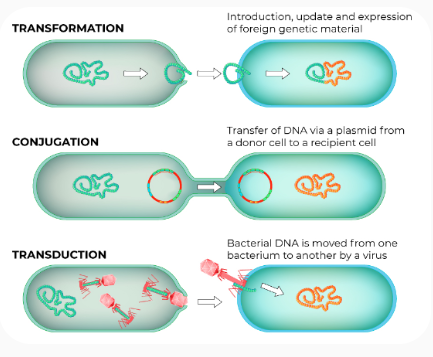 TRANSFORMATION
Introduction, update and expression
of foreign genetic material
CONJUGATION
Transfer of DNA via a plasmid from
a donor cell to a recipient cell
TRANSDUCTION
Bacterial DNA is moved from one
bacterium to another by a virus